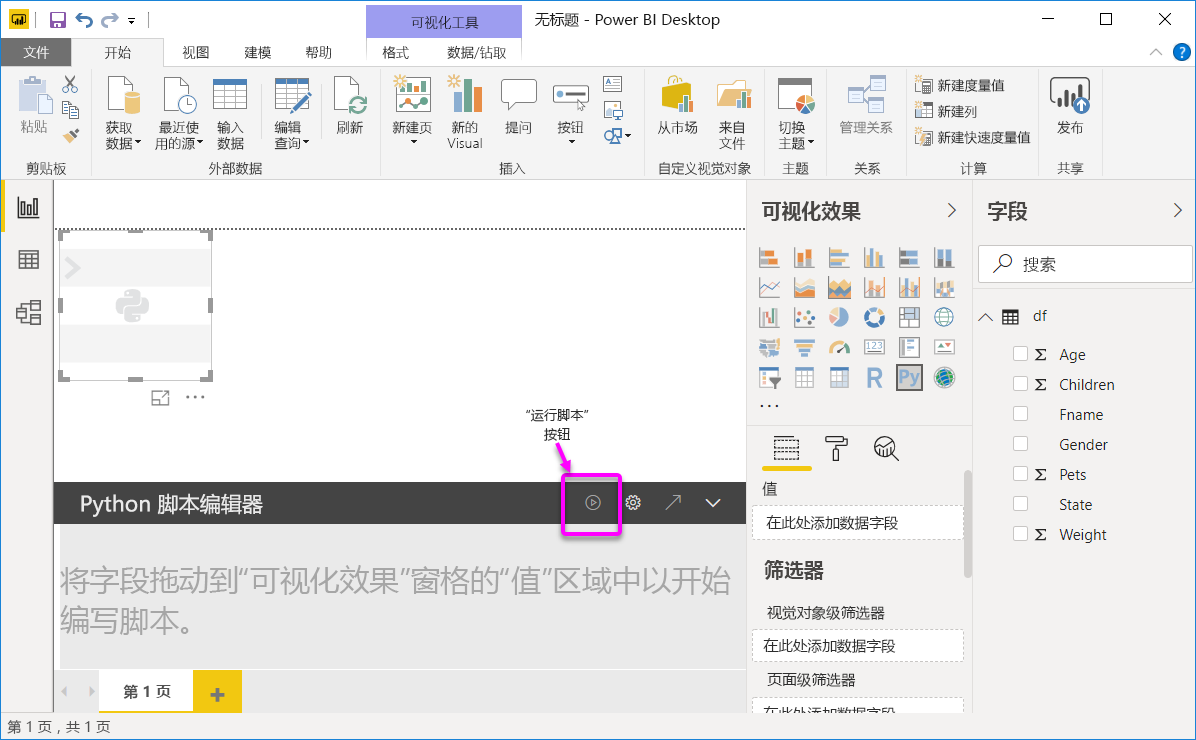 可视化工具
无标题 - Power BI Desktop
文件
开始
视图
建模
帮助
格式
数据/钻取
?
粘贴
获取
数据
最近使
用的源
输入
数据
编辑
查询
刷新
新建页
新的
Visual
提问
按钮
从市场
来自
文件
切换
主题
管理关系
新建度量值
新建列
新建快速度量值
发布
剪贴板
外部数据
插入
自定义视觉对象
主题
关系
计算
共享
“运行脚本”
按钮
Python 脚本编辑器
将字段拖动到“可视化效果”窗格的“值”区域中以开始
编写脚本。
第 1 页
+
第 1 页 , 共 1 页
可视化效果
123
R
Py
...
值
在此处添加数据字段
筛选器
视觉对象级筛选器
在此处添加数据字段
页面级筛选器
在此处添加数据字段
字段
搜索
df
Σ Age
Σ Children
Fname
Gender
Σ Pets
State
Σ Weight